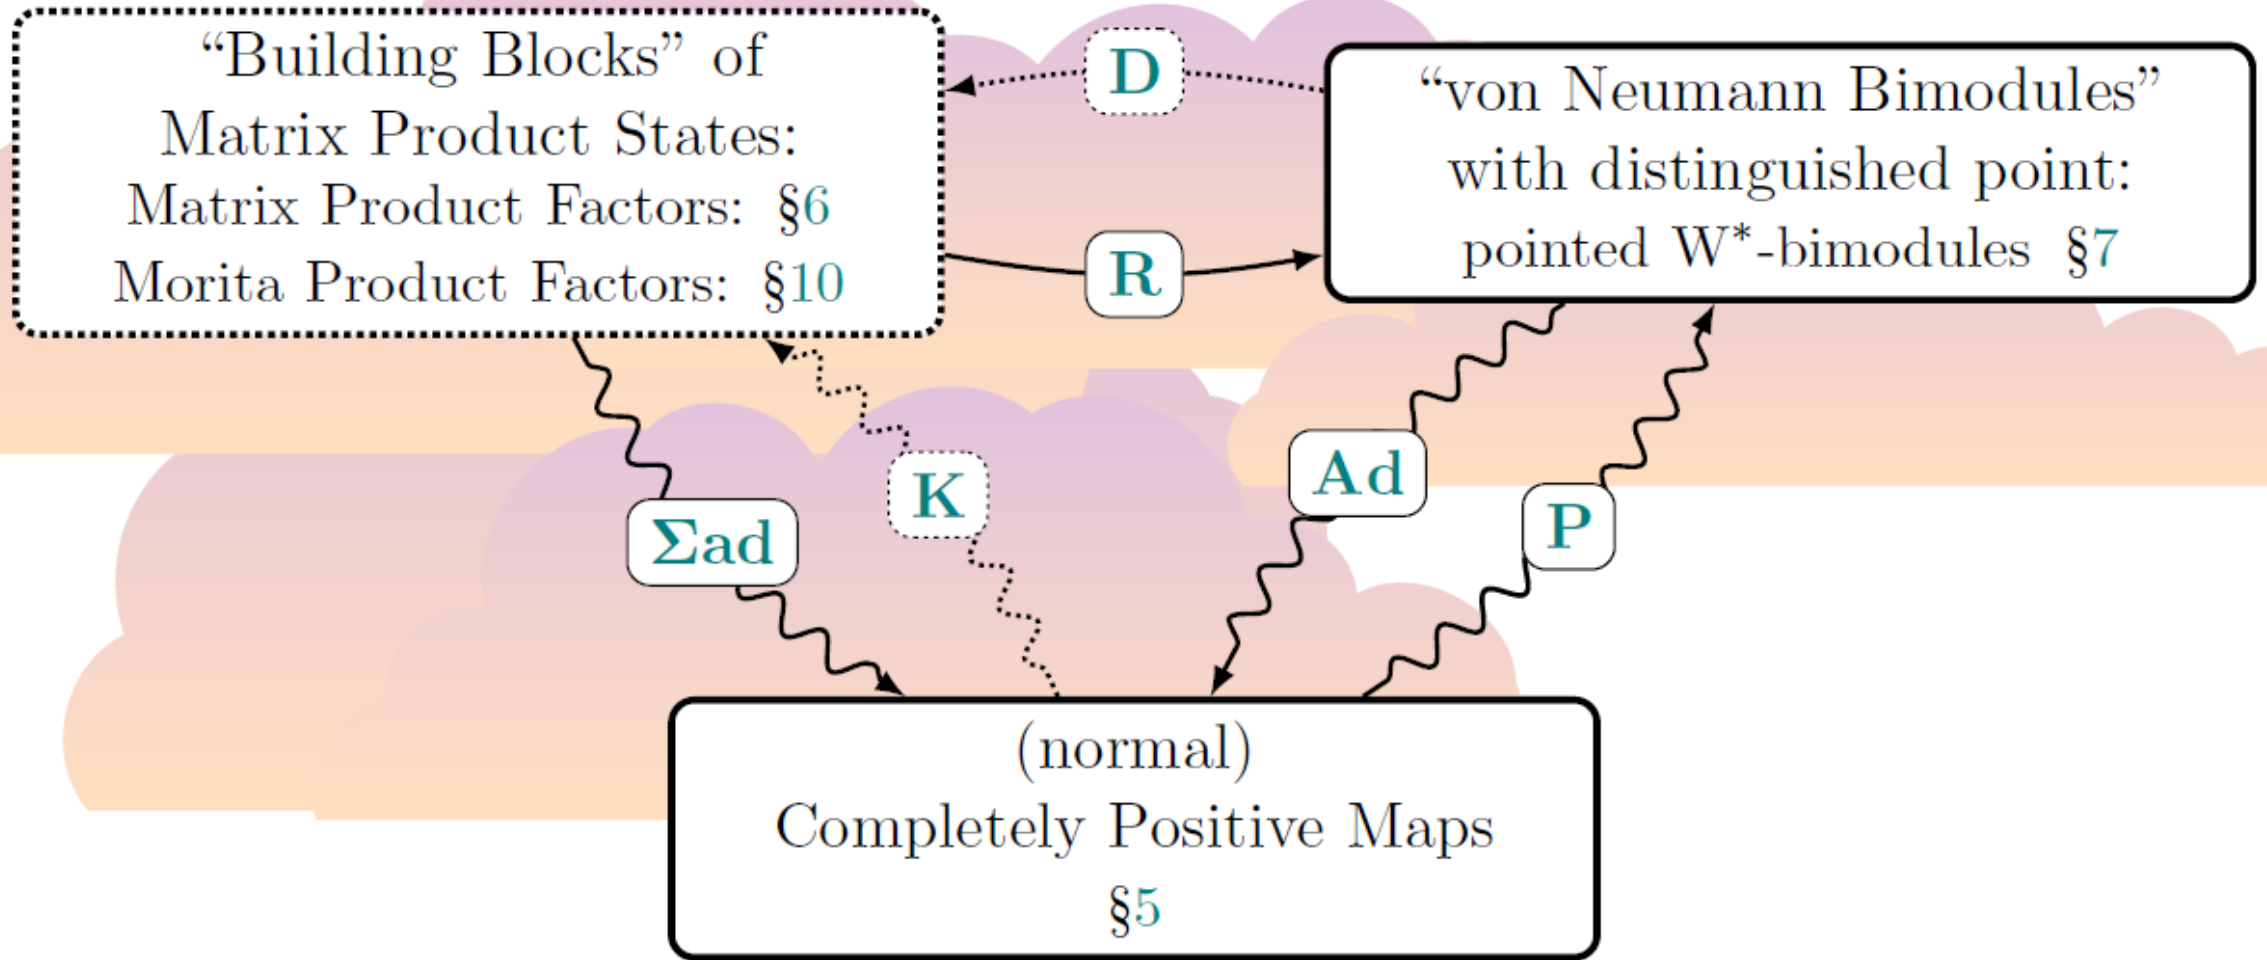 “Building Blocks” of
Matrix Product States:
Matrix Product Factors: §6
Morita Product Factors: §10
D
R
“von Neumann Bimodules”
with distinguished point:
pointed W*-bimodules §7
Σad
K
Ad
P
(normal)
Completely Positive Maps
§5